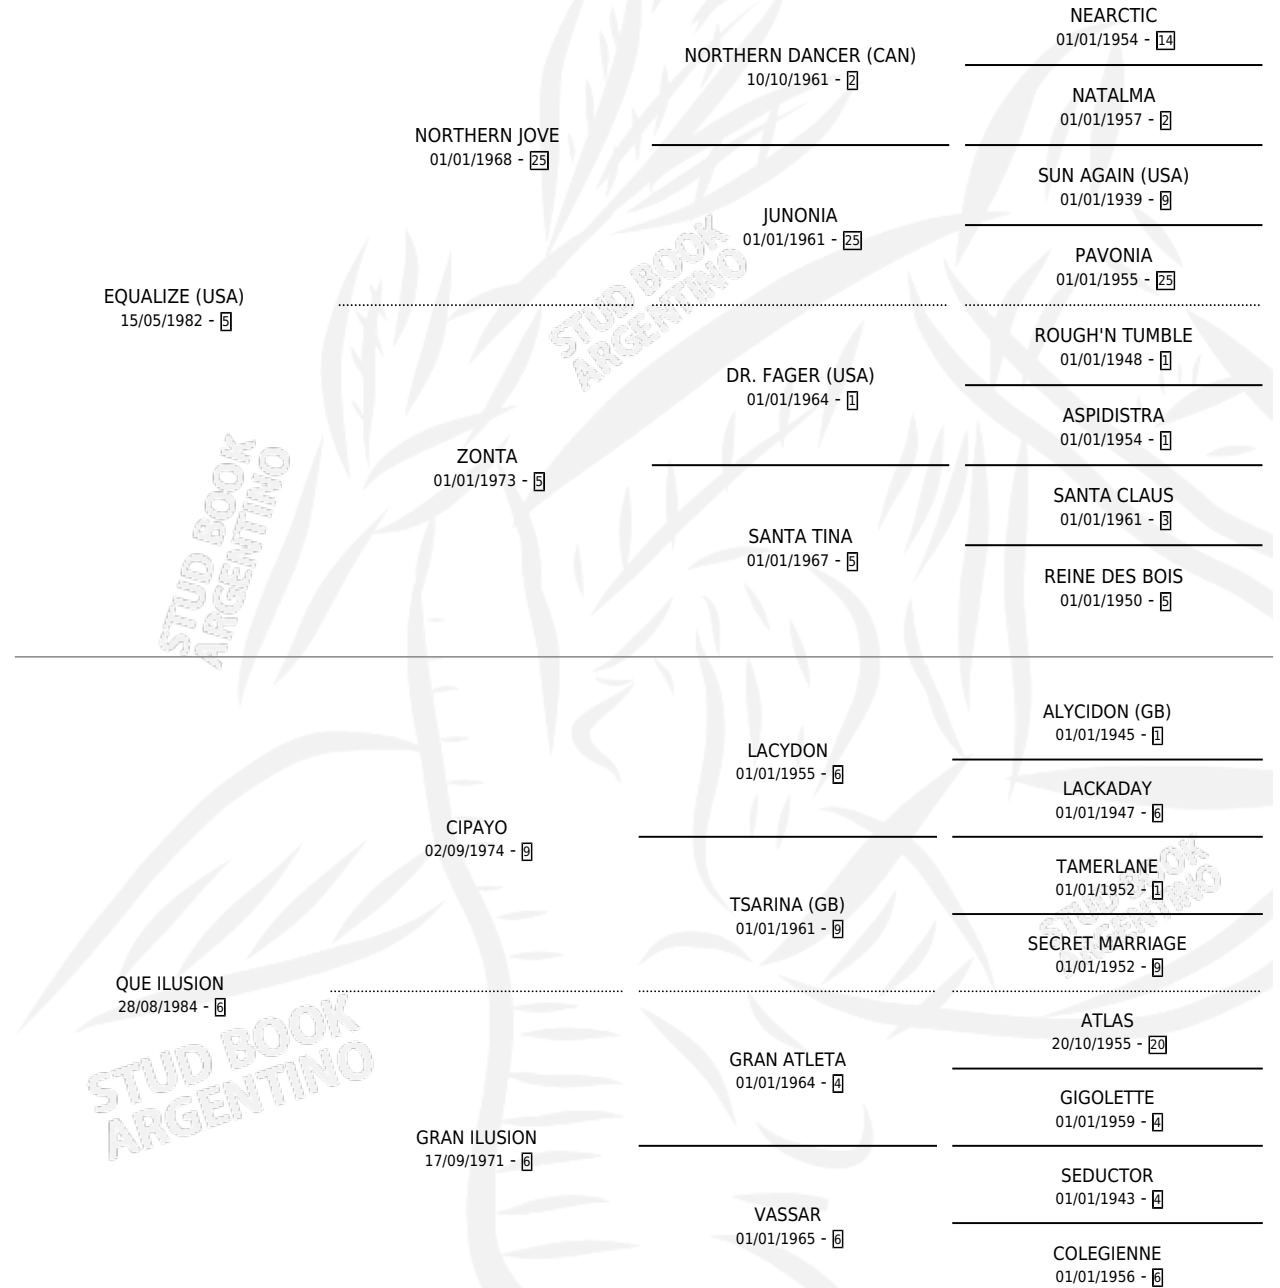 NEARCTIC
01/01/1954 - 14
NORTHERN DANCER (CAN)
10/10/1961 - 2
NATALMA
01/01/1957 - 2
NORTHERN JOVE
01/01/1968 - 25
SUN AGAIN (USA)
01/01/1939 - 9
JUNONIA
01/01/1961 - 25
PAVONIA
01/01/1955 - 25
EQUALIZE (USA)
15/05/1982 - 5
STUD BOOK
ARGENTINO
ROUGH'N TUMBLE
01/01/1948 - 1
DR. FAGER (USA)
01/01/1964 - 1
ASPIDISTRA
01/01/1954 - 1
ZONTA
01/01/1973 - 5
SANTA CLAUS
01/01/1961 - 3
SANTA TINA
01/01/1967 - 5
REINE DES BOIS
01/01/1950 - 5
STUD BOOK
ARGENTINO
ALYCIDON (GB)
01/01/1945 - 1
LACYDON
01/01/1955 - 6
LACKADAY
01/01/1947 - 6
CIPAYO
02/09/1974 - 9
TAMERLANE
01/01/1952 - 1
TSARINA (GB)
01/01/1961 - 9
SECRET MARRIAGE
01/01/1952 - 9
STUD BOOK
ARGENTINO
QUE ILUSION
28/08/1984 - 6
ATLAS
20/10/1955 - 20
GRAN ATLETA
01/01/1964 - 4
GIGOLETTE
01/01/1959 - 4
STUD BOOK
ARGENTINO
GRAN ILUSION
17/09/1971 - 6
SEDUCTOR
01/01/1943 - 4
VASSAR
01/01/1965 - 6
COLEGIENNE
01/01/1956 - 6